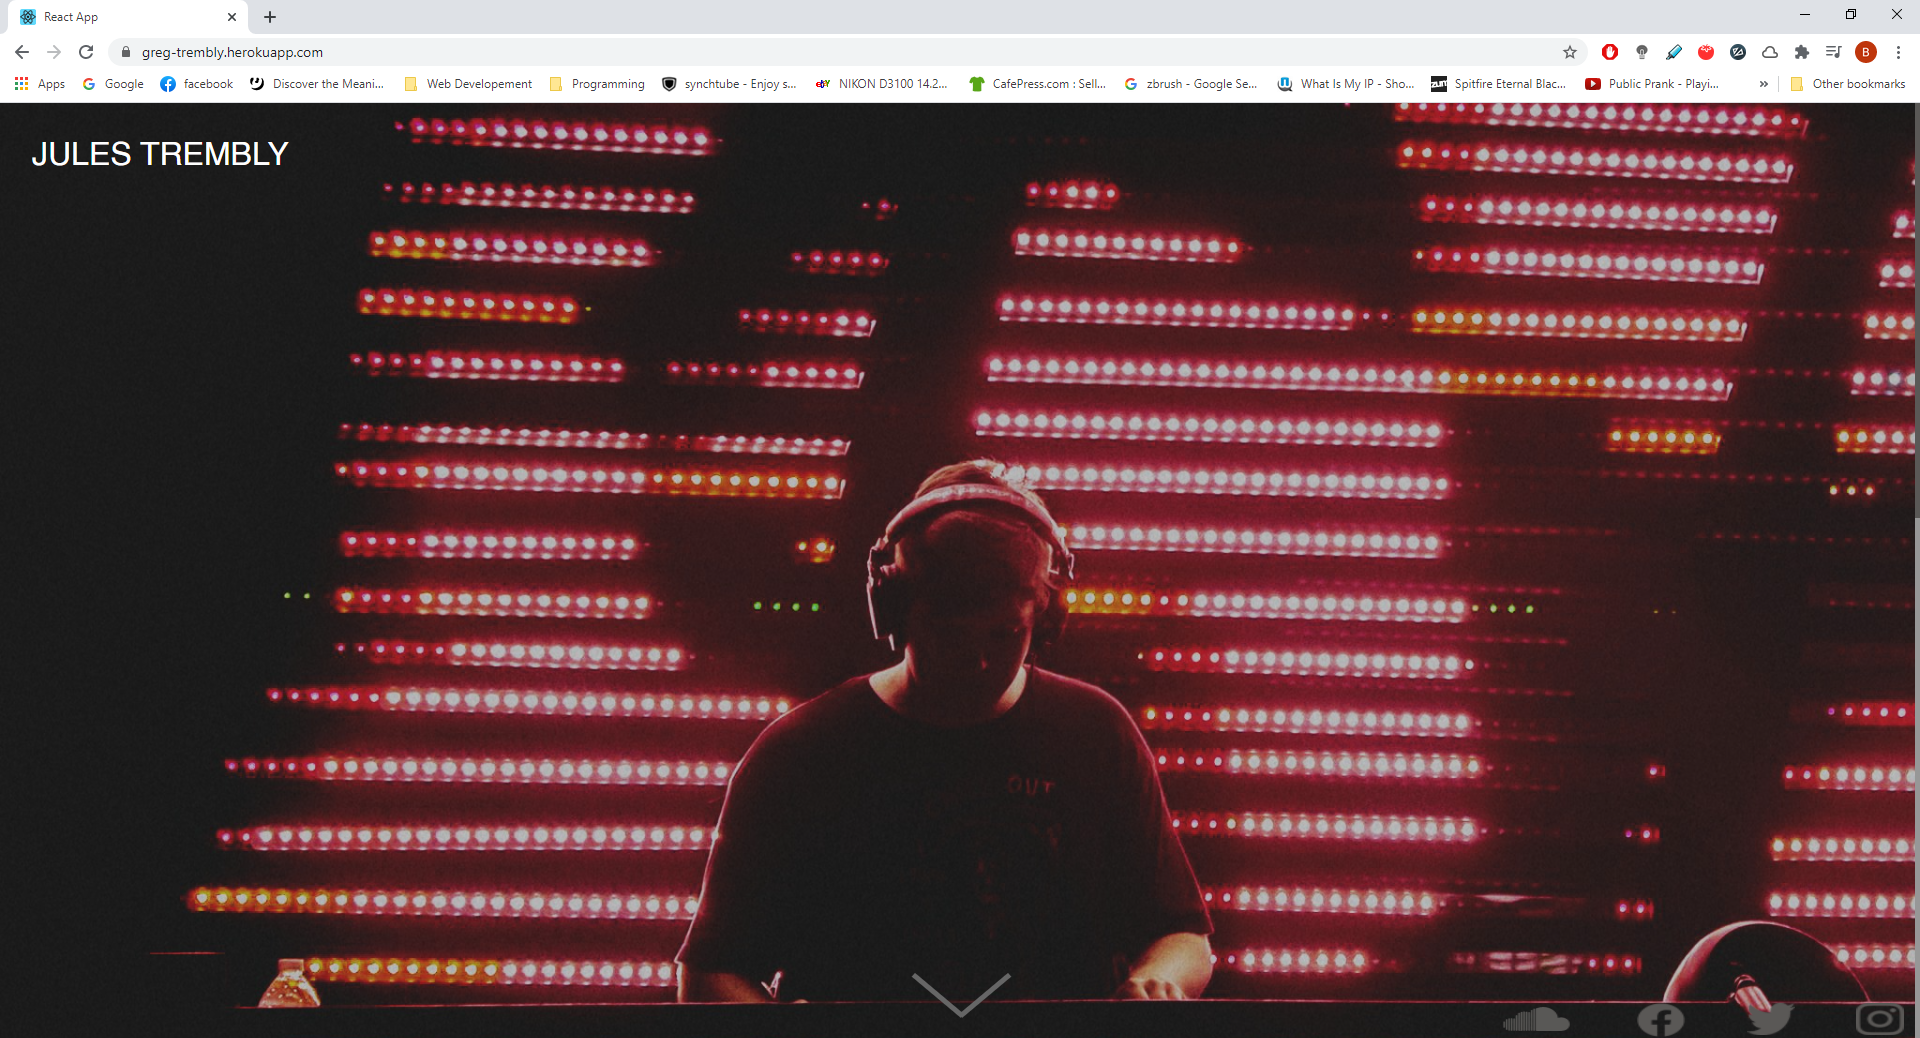 React App
greg-trembly.herokuapp.com
B
Apps Google facebook Discover the Meani... Web Developement Programming synchtube - Enjoy s... ebay NIKON D3100 14.2... CafePress.com : Sell... zbrush - Google Se... What Is My IP - Sho... Spitfire Eternal Blac... Public Prank - Playi... » Other bookmarks
JULES TREMBLY
our